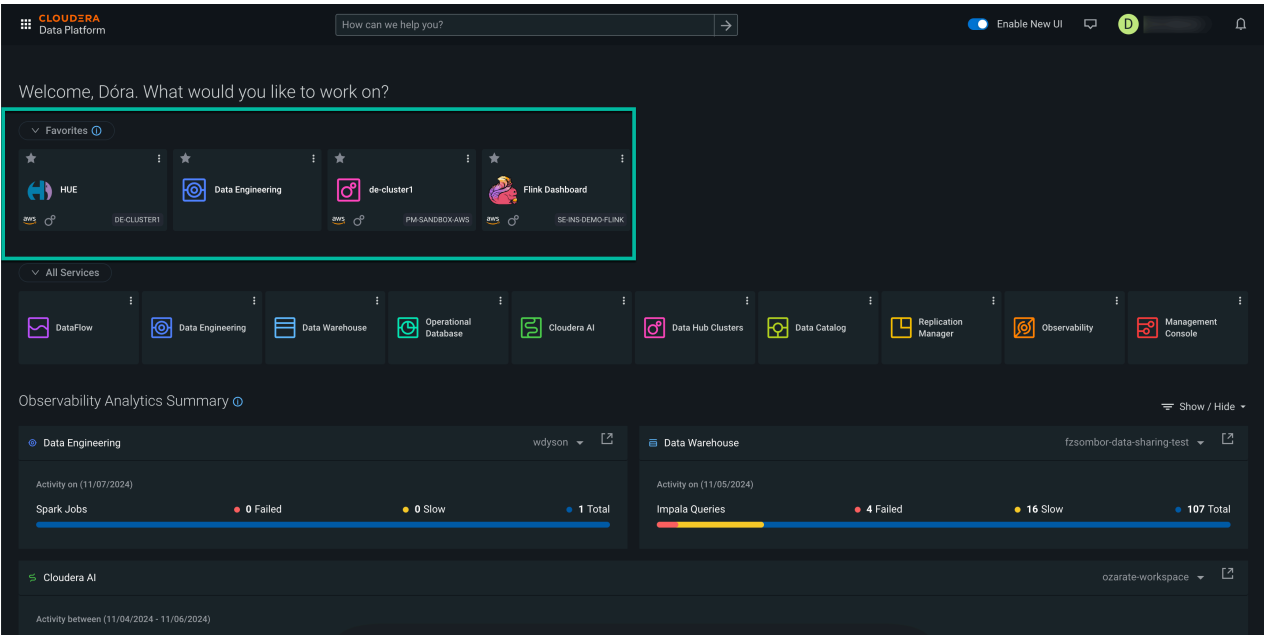 CLOUDERA
Data Platform
How can we help you?
Enable New UI
D
Welcome, Dóra. What would you like to work on?
Favorites
HUE
aws
DE-CLUSTER1
Data Engineering
de-cluster1
aws
PM-SANDBOX-AWS
Flink Dashboard
aws
SE-INS-DEMO-FLINK
All Services
DataFlow
Data Engineering
Data Warehouse
Operational
Database
Cloudera AI
Data Hub Clusters
Data Catalog
Replication
Manager
Observability
Management
Console
Observability Analytics Summary
Show / Hide
Data Engineering
wdyson
Activity on (11/07/2024)
Spark Jobs
0 Failed
0 Slow
1 Total
Data Warehouse
fzsombor-data-sharing-test
Activity on (11/05/2024)
Impala Queries
4 Failed
16 Slow
107 Total
Cloudera AI
ozarate-workspace
Activity between (11/04/2024 - 11/06/2024)